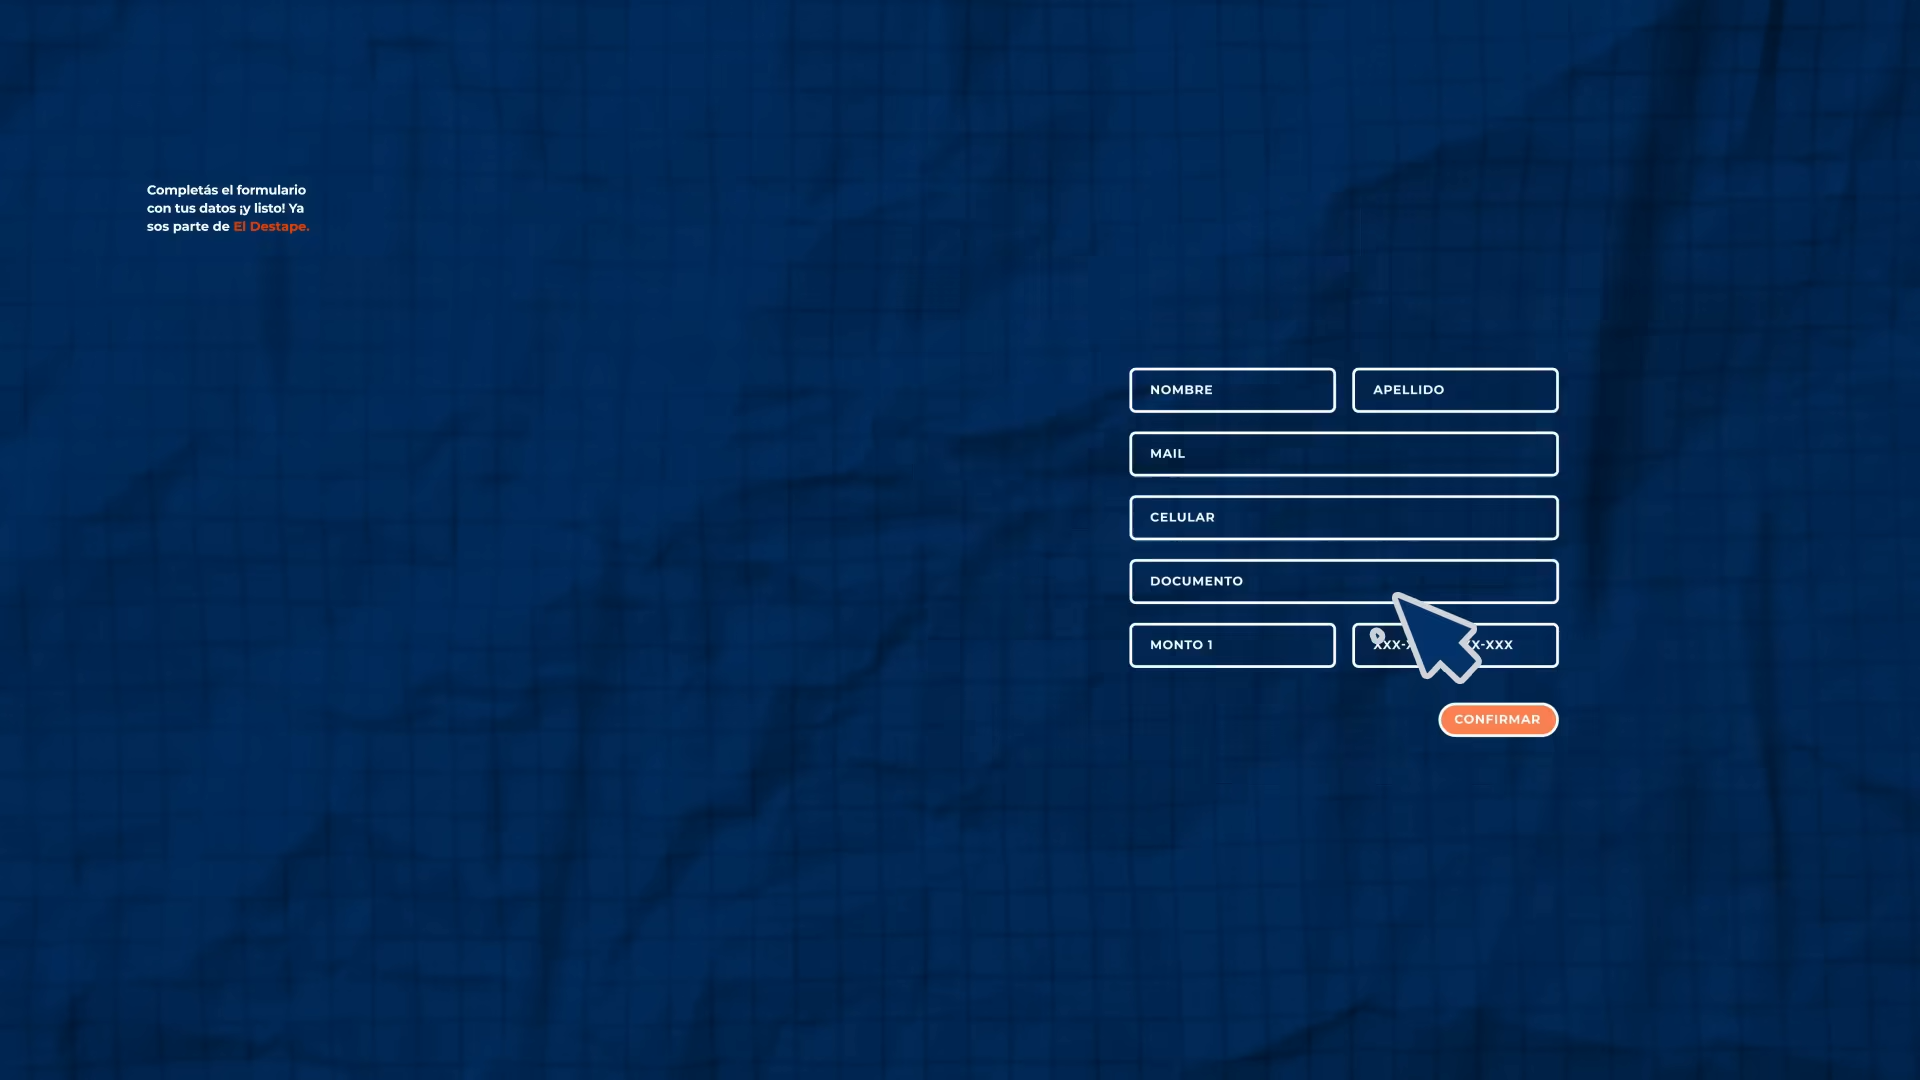 Completás el formulario
con tus datos ¡y listo! Ya
sos parte de El Destape.
NOMBRE
APELLIDO
MAIL
CELULAR
DOCUMENTO
MONTO 1
CONFIRMAR